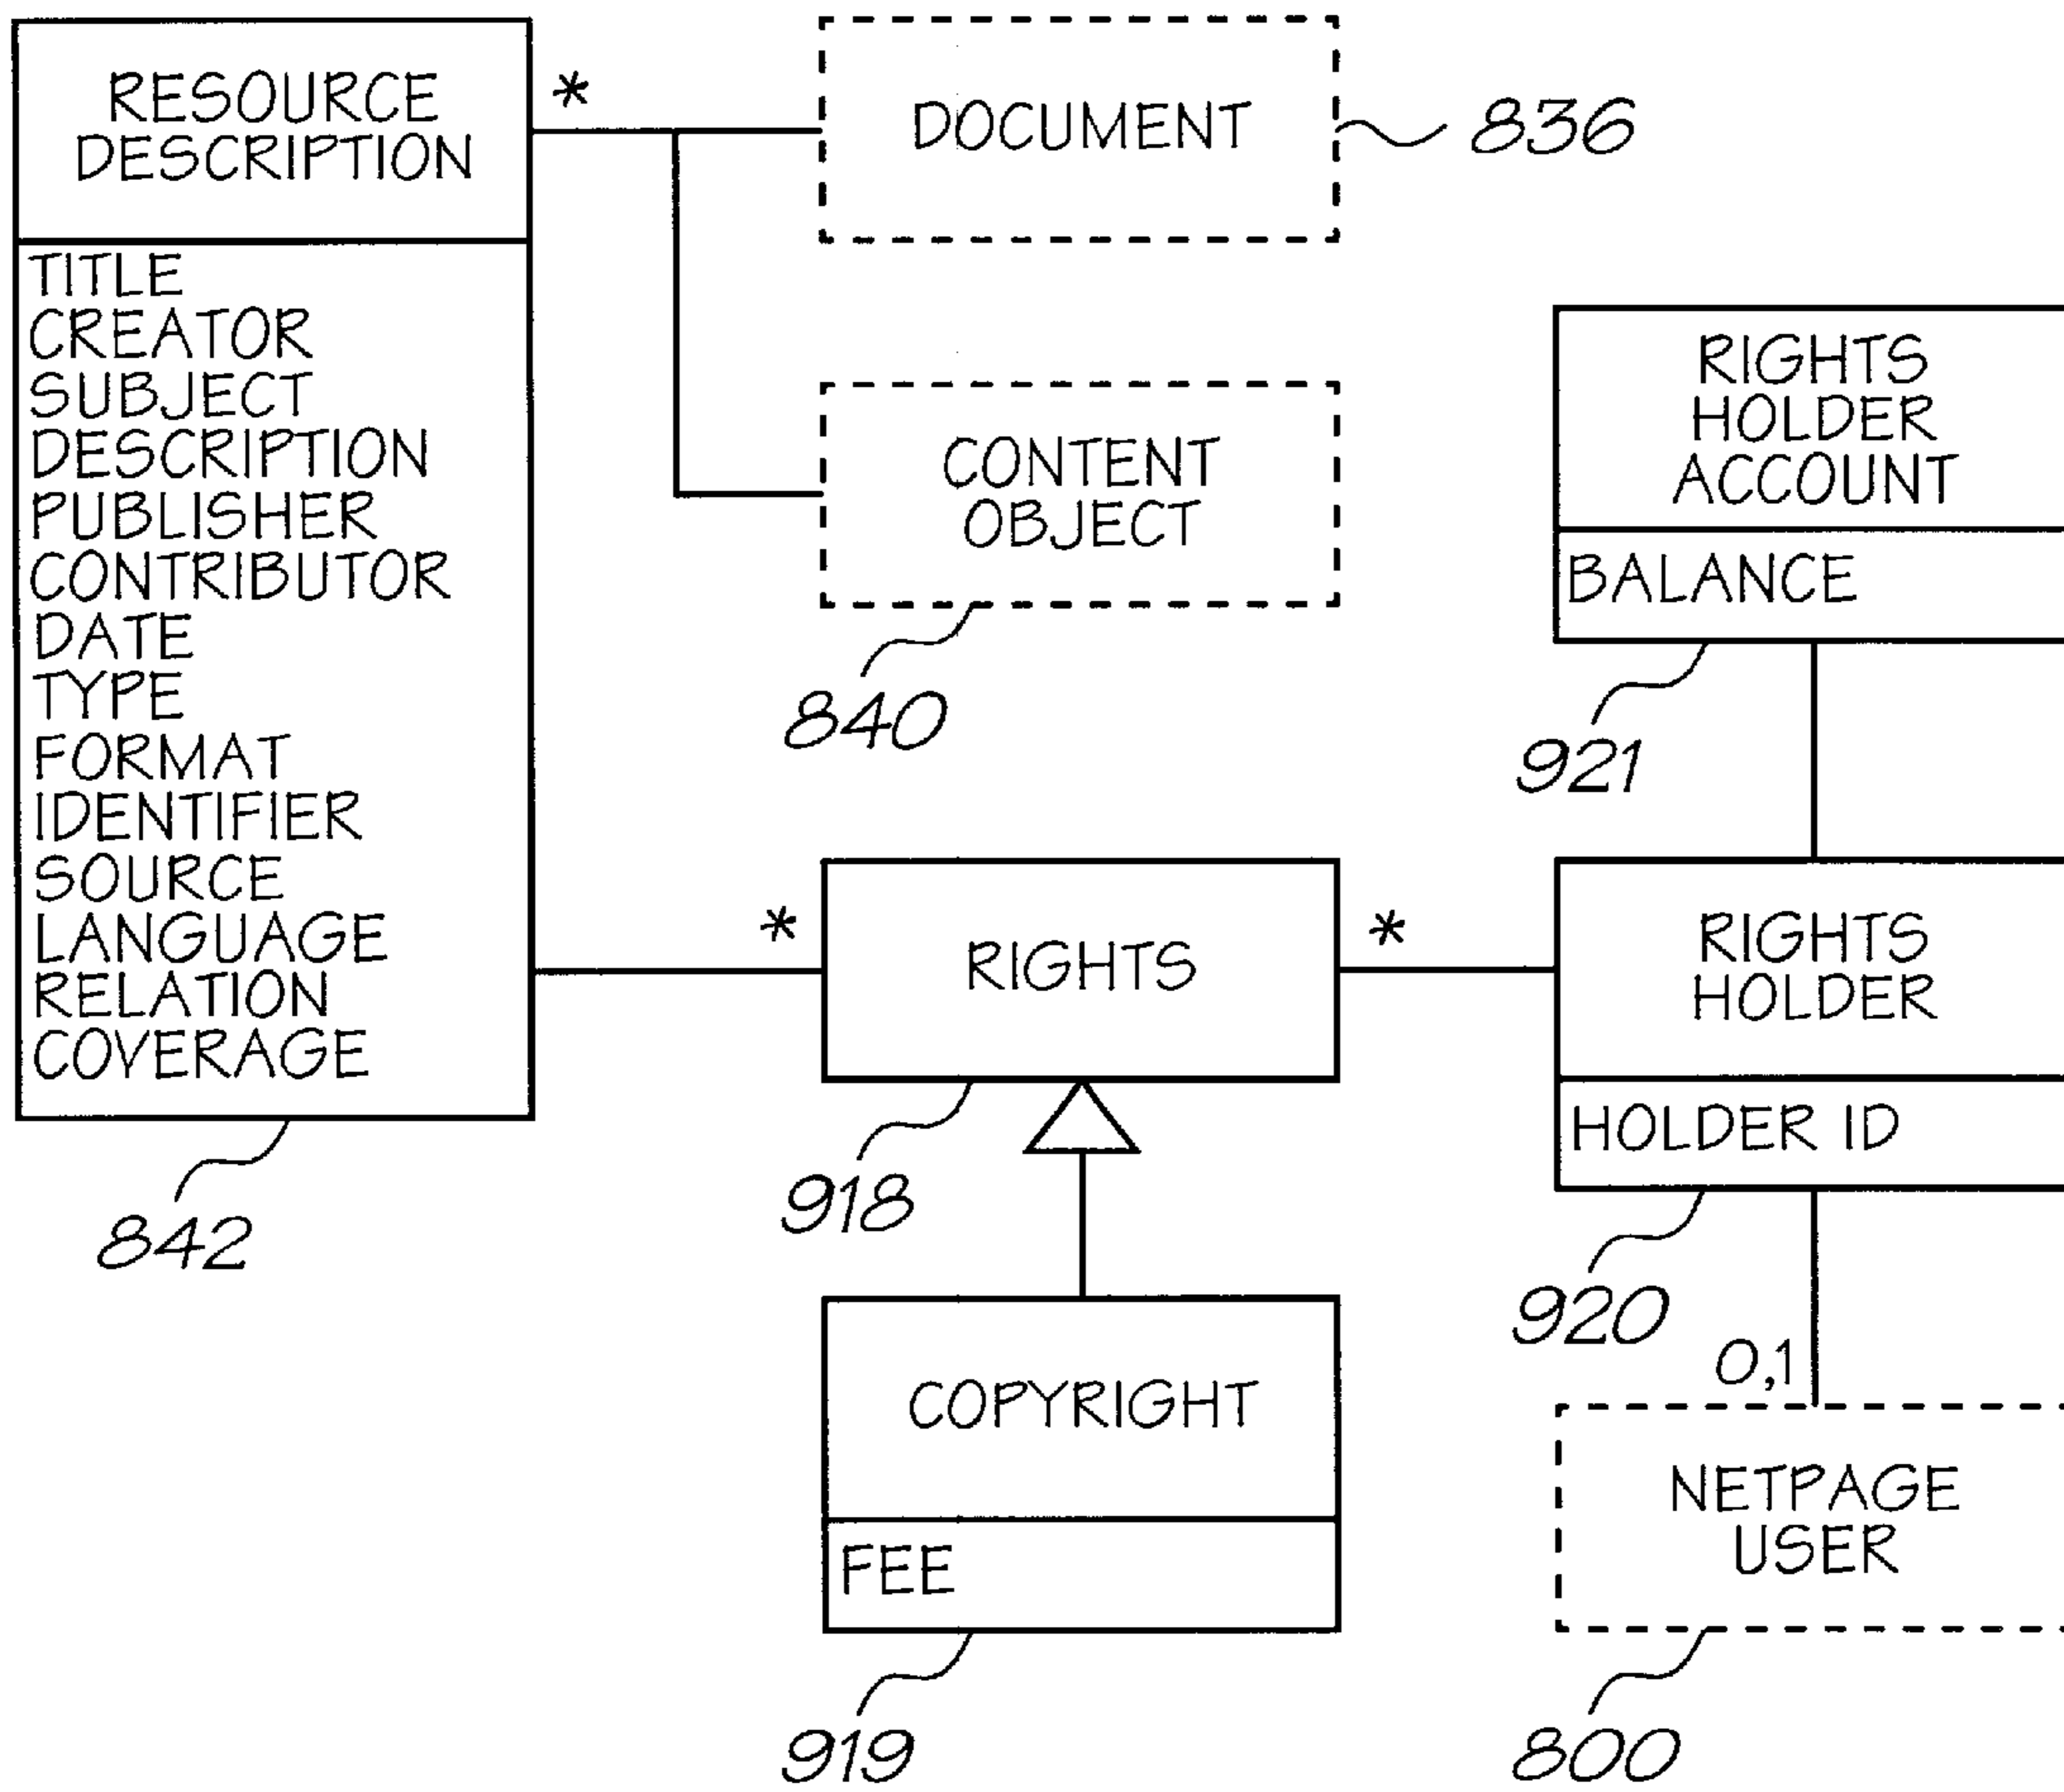 RESOURCE
DESCRIPTION
TITLE
CREATOR
SUBJECT
DESCRIPTION
PUBLISHER
CONTRIBUTOR
DATE
TYPE
FORMAT
IDENTIFIER
SOURCE
LANGUAGE
RELATION
COVERAGE
842
*
DOCUMENT
836
CONTENT
OBJECT
840
RIGHTS
HOLDER
ACCOUNT
BALANCE
921
*
RIGHTS
918
*
RIGHTS
HOLDER
HOLDER ID
920
COPYRIGHT
FEE
919
0,1
NETPAGE
USER
800